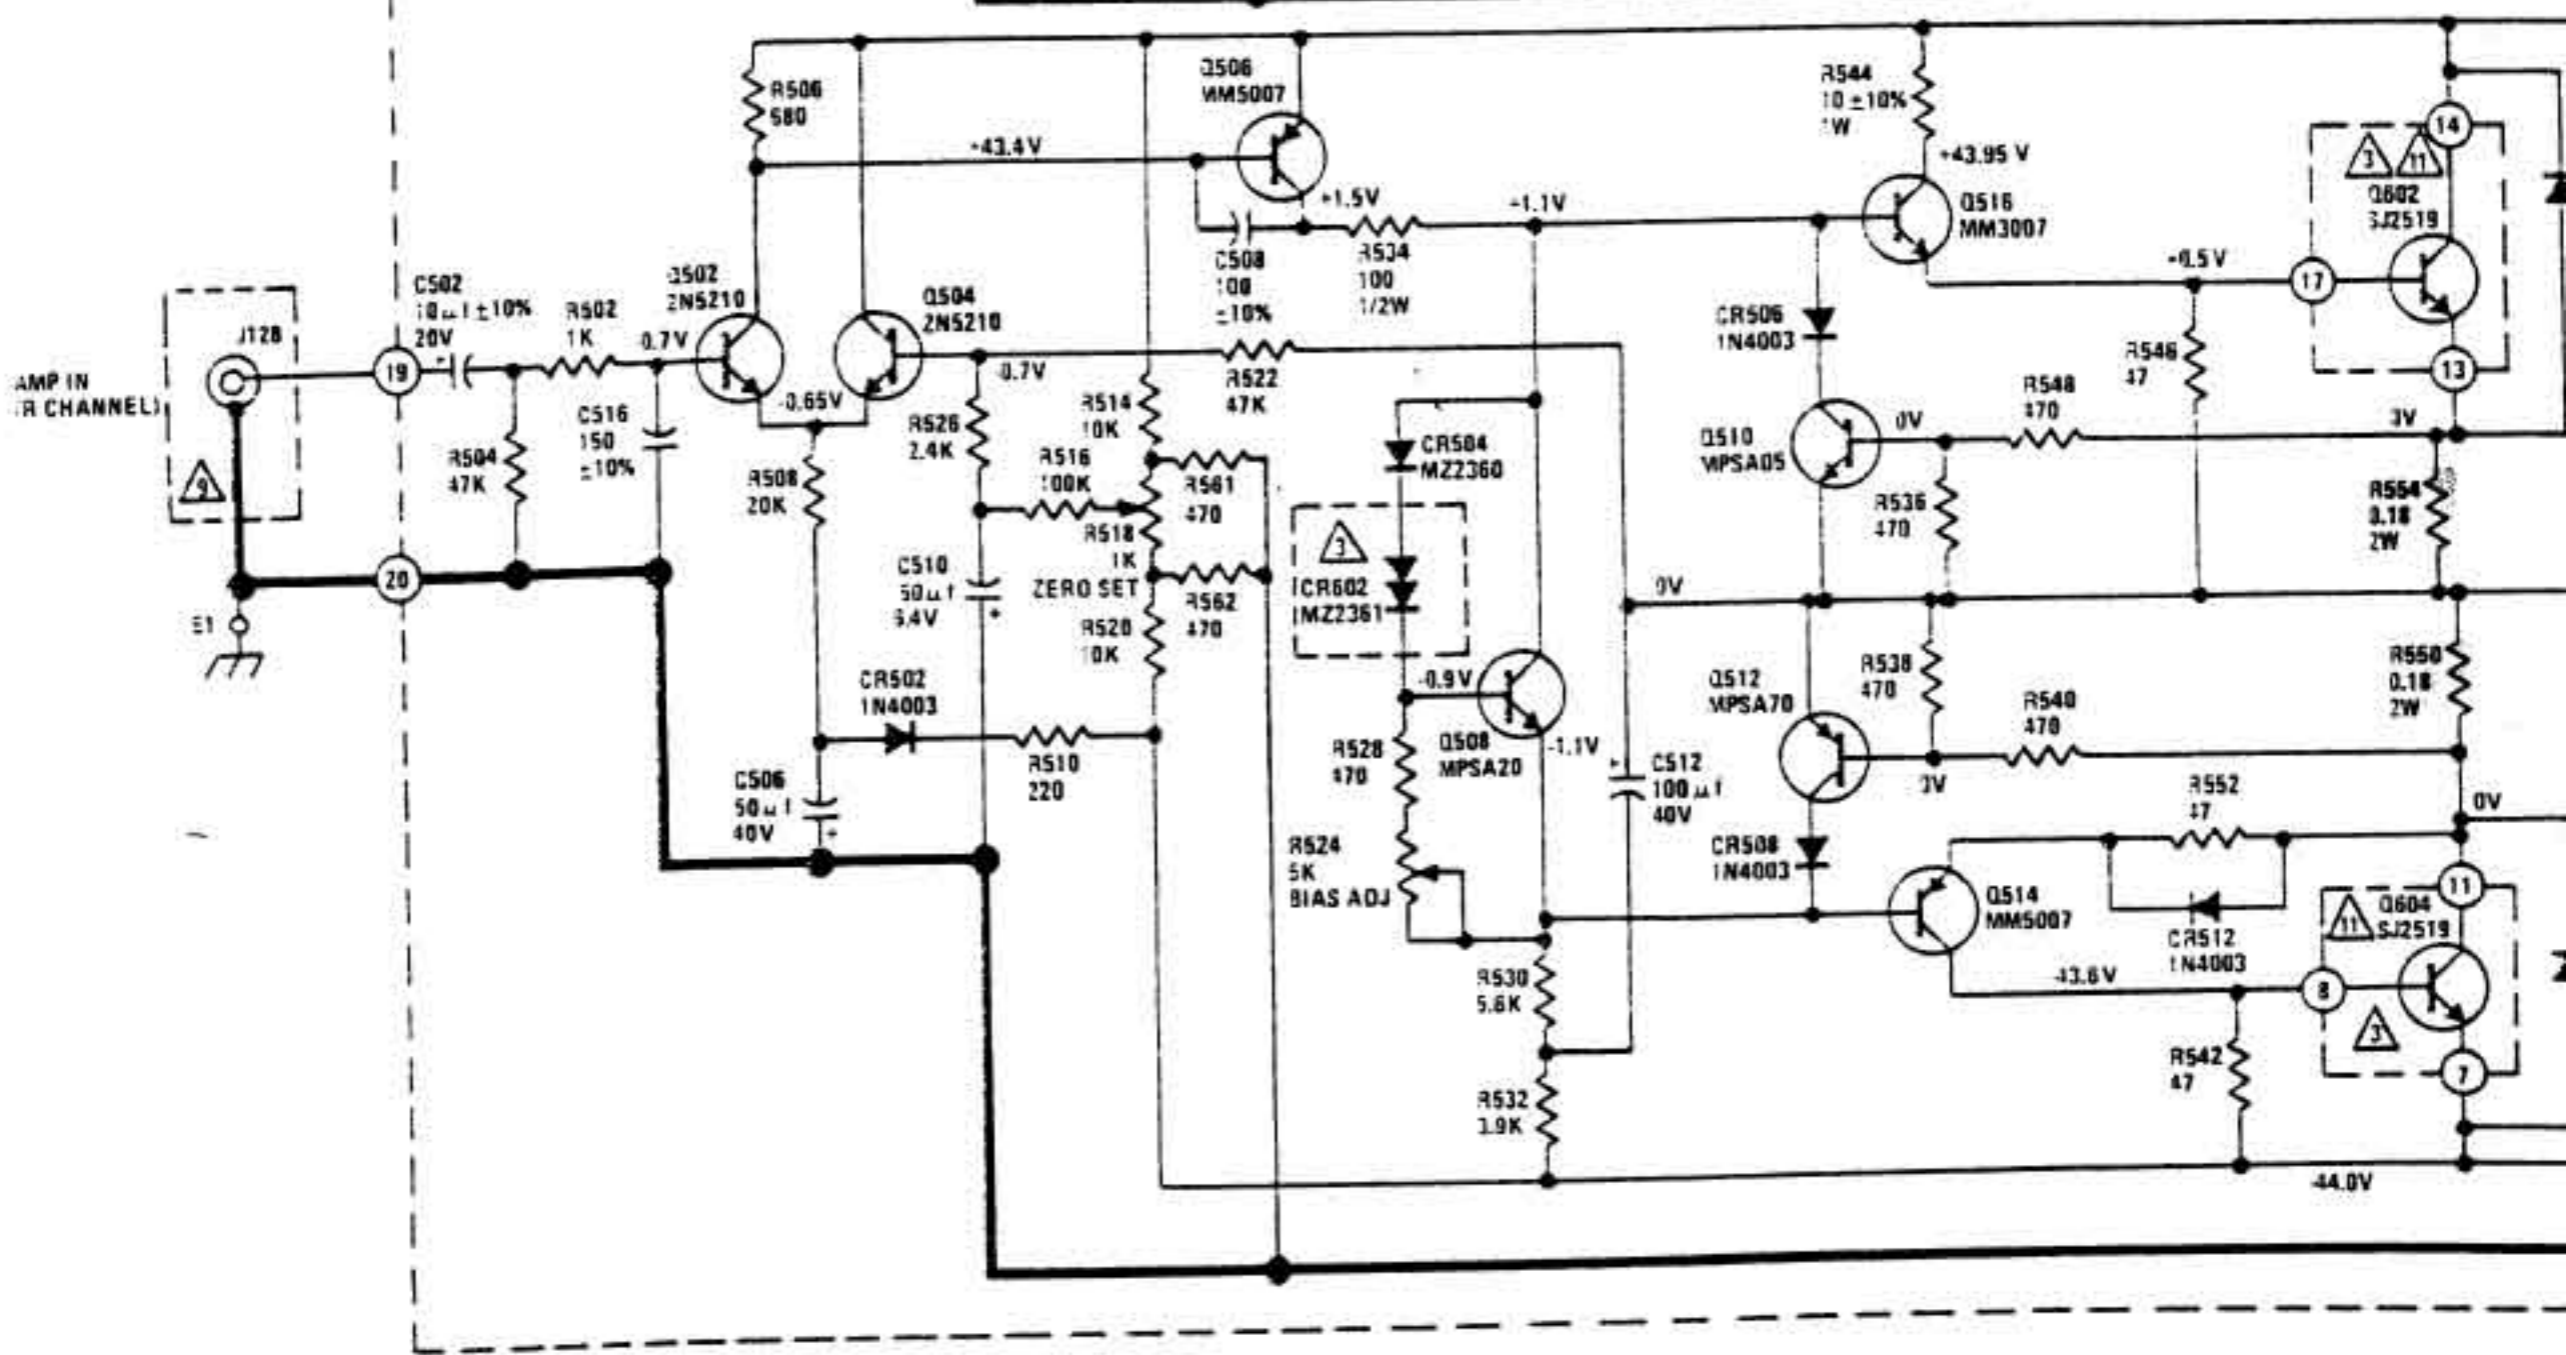 AMP IN
(R CHANNEL)
J128
9
E1
19
20
C502
10μf ±10%
20V
R502
1K
R504
47K
C516
150
±10%
0.7V
Q502
2N5210
R506
680
Q504
2N5210
-0.65V
R508
20K
C506
50μf
40V
CR502
1N4003
R510
220
R526
2.4K
C510
50μf
6.4V
0.7V
R516
100K
R514
10K
R518
1K
ZERO SET
R520
10K
R561
470
R562
470
R522
47K
+43.4V
Q506
MM5007
C508
100
±10%
+1.5V
R534
100
1/2W
+1.1V
CR504
MZ2360
3
CR602
MZ2361
-0.9V
R528
470
R524
5K
BIAS ADJ
Q508
MPSA20
-1.1V
R530
5.6K
R532
3.9K
C512
100μf
40V
0V
R544
10 ±10%
1W
+43.95 V
Q516
MM3007
CR506
1N4003
Q510
MPSA05
0V
R536
470
R548
470
R546
47
+0.5V
17
3
11
14
Q602
SJ2519
13
0V
R554
0.18
2W
R550
0.18
2W
Q512
MPSA70
R538
470
R540
470
0V
CR508
1N4003
Q514
MM5007
R552
47
CR512
1N4003
0V
11
11
Q604
SJ2519
-43.6V
8
3
7
R542
47
-44.0V